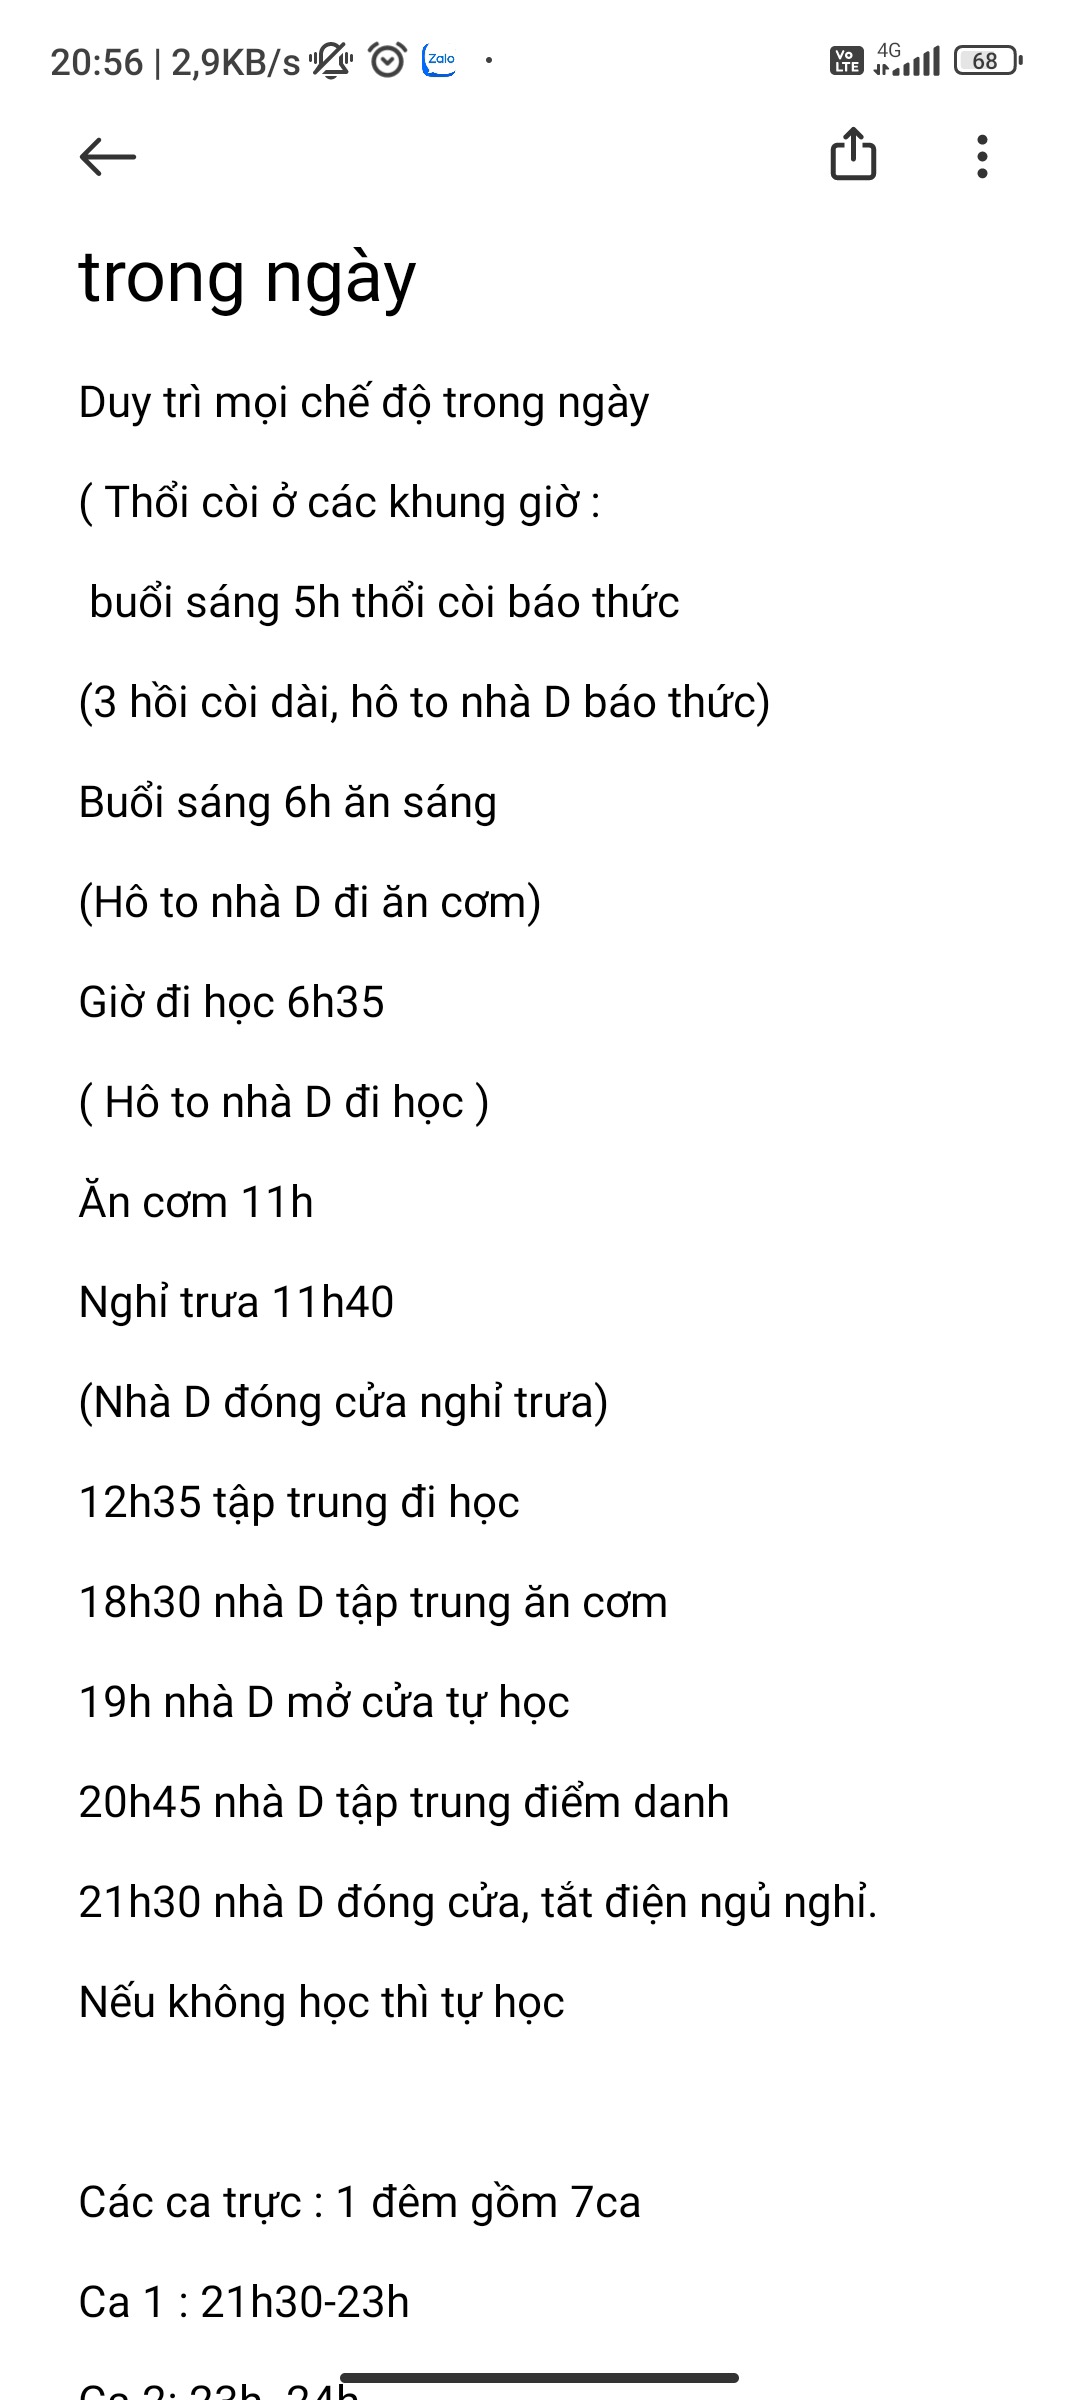 20:56 | 2,9KB/s Zalo
Vo LTE 4G 68
trong ngày
Duy trì mọi chế độ trong ngày
( Thổi còi ở các khung giờ :
buổi sáng 5h thổi còi báo thức
(3 hồi còi dài, hô to nhà D báo thức)
Buổi sáng 6h ăn sáng
(Hô to nhà D đi ăn cơm)
Giờ đi học 6h35
( Hô to nhà D đi học )
Ăn cơm 11h
Nghỉ trưa 11h40
(Nhà D đóng cửa nghỉ trưa)
12h35 tập trung đi học
18h30 nhà D tập trung ăn cơm
19h nhà D mở cửa tự học
20h45 nhà D tập trung điểm danh
21h30 nhà D đóng cửa, tắt điện ngủ nghỉ.
Nếu không học thì tự học
Các ca trực : 1 đêm gồm 7ca
Ca 1 : 21h30-23h
Ca 2: 23h -24h